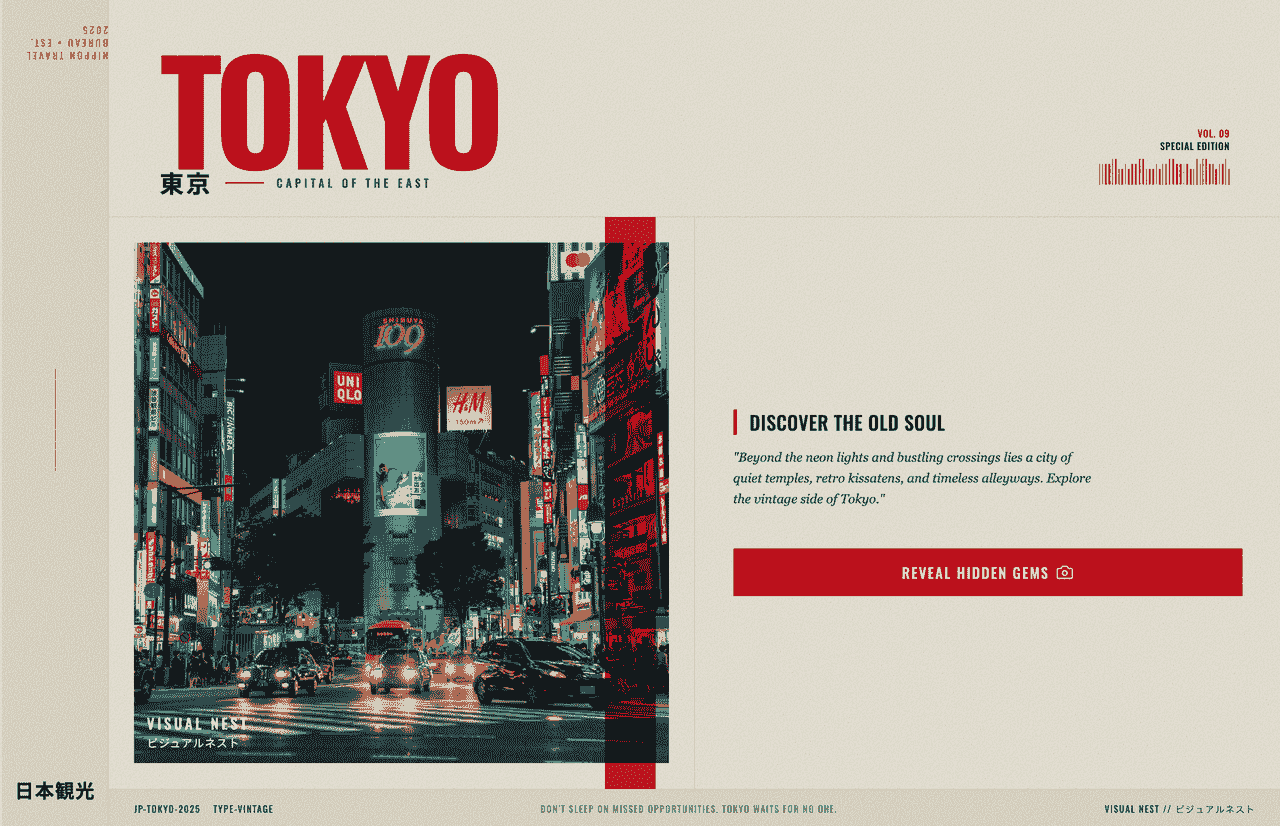 NIPPON TRAVEL
BUREAU • EST.
2025
TOKYO
東京
CAPITAL OF THE EAST
VOL. 09
SPECIAL EDITION
SHIBUYA
109
UNI
QLO
H&M
150m
BICCAMERA
VISUAL NEST
ビジュアルネスト
DISCOVER THE OLD SOUL
"Beyond the neon lights and bustling crossings lies a city of
quiet temples, retro kissatens, and timeless alleyways. Explore
the vintage side of Tokyo."
REVEAL HIDDEN GEMS
日本観光
JP-TOKYO-2025 TYPE-VINTAGE
DON'T SLEEP ON MISSED OPPORTUNITIES. TOKYO WAITS FOR NO ONE.
VISUAL NEST // ビジュアルネスト